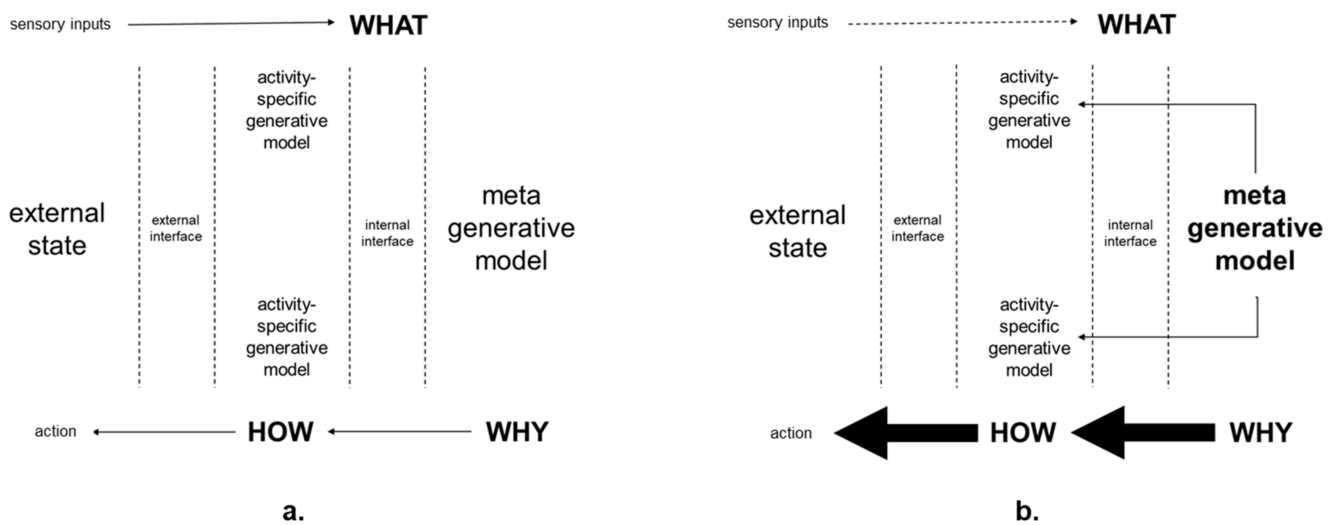 sensory inputs
WHAT
activity-
specific
generative
model
external
state
external
interface
internal
interface
meta
generative
model
activity-
specific
generative
model
action
HOW
WHY
a.
sensory inputs
WHAT
activity-
specific
generative
model
external
state
external
interface
internal
interface
meta
generative
model
activity-
specific
generative
model
action
HOW
WHY
b.